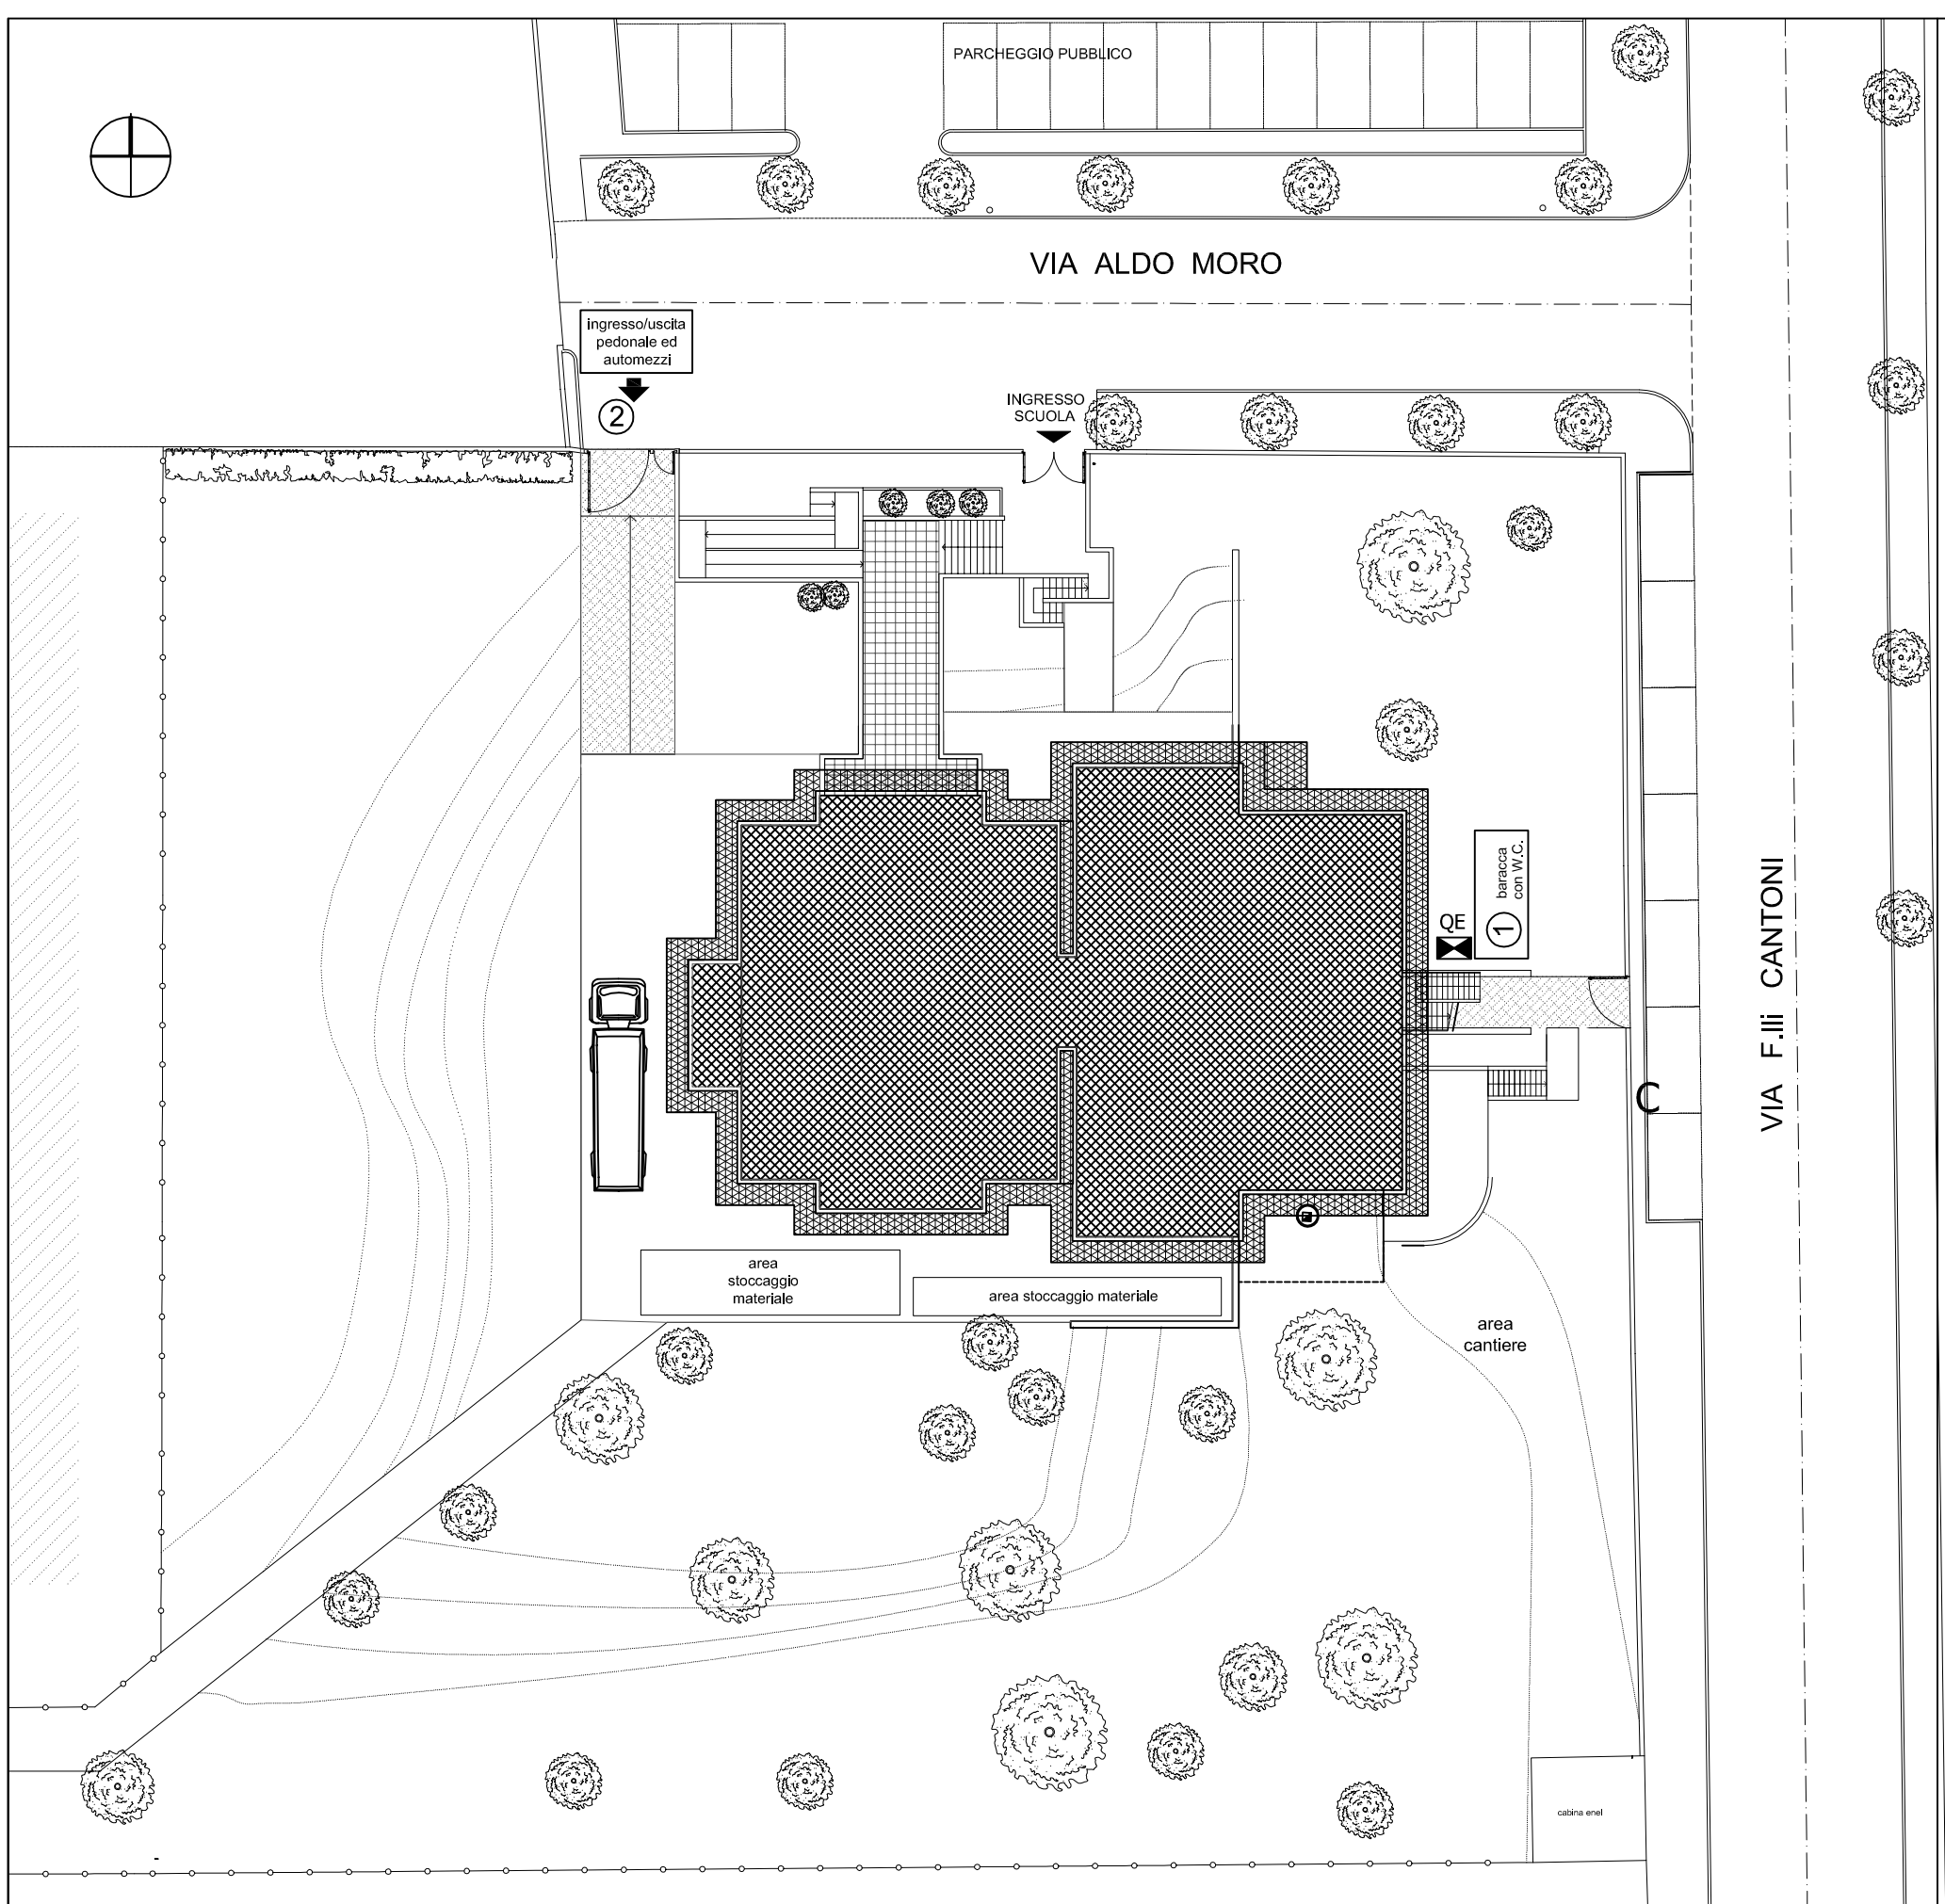 PARCHEGGIO PUBBLICO
VIA ALDO MORO
ingresso/uscita
pedonale ed
automezzi
2
INGRESSO
SCUOLA
baracca
con W.C.
1
QE
VIA F.lli CANTONI
C
area
stoccaggio
materiale
area stoccaggio materiale
area
cantiere
cabina enel